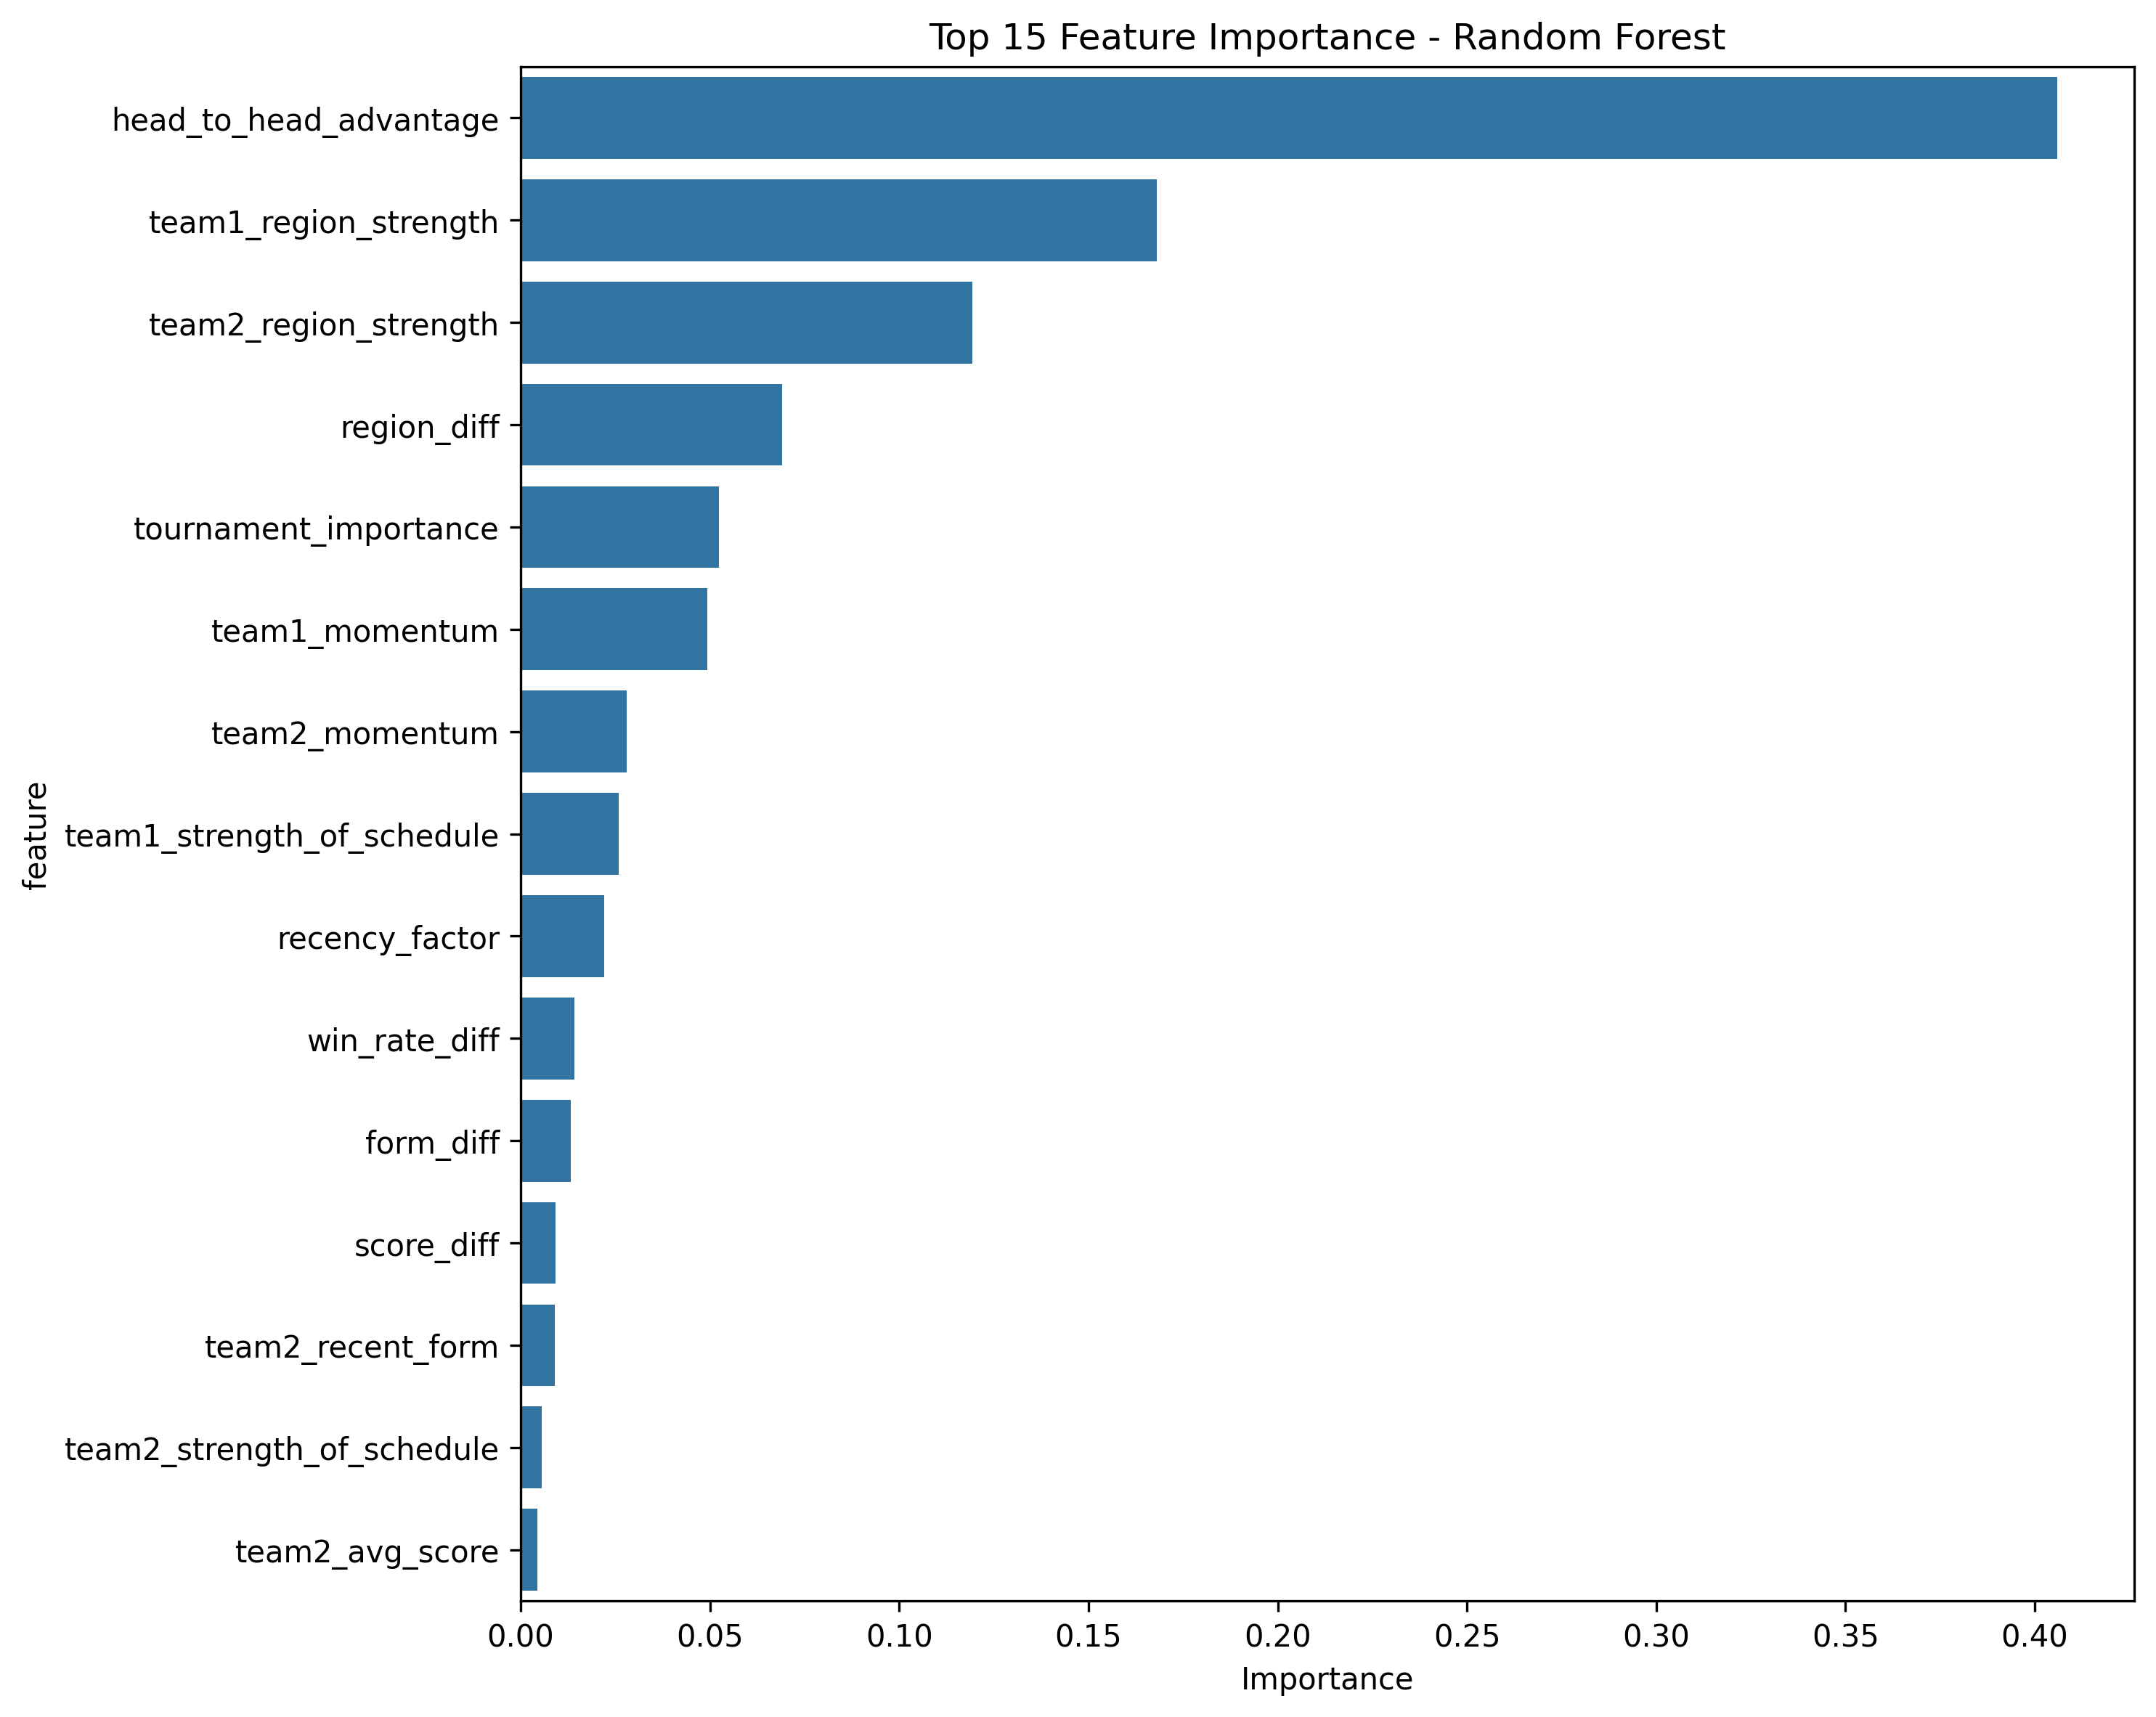 Top 15 Feature Importance - Random Forest
head_to_head_advantage
team1_region_strength
team2_region_strength
region_diff
tournament_importance
team1_momentum
team2_momentum
team1_strength_of_schedule
recency_factor
win_rate_diff
form_diff
score_diff
team2_recent_form
team2_strength_of_schedule
team2_avg_score
feature
0.00 0.05 0.10 0.15 0.20 0.25 0.30 0.35 0.40
Importance